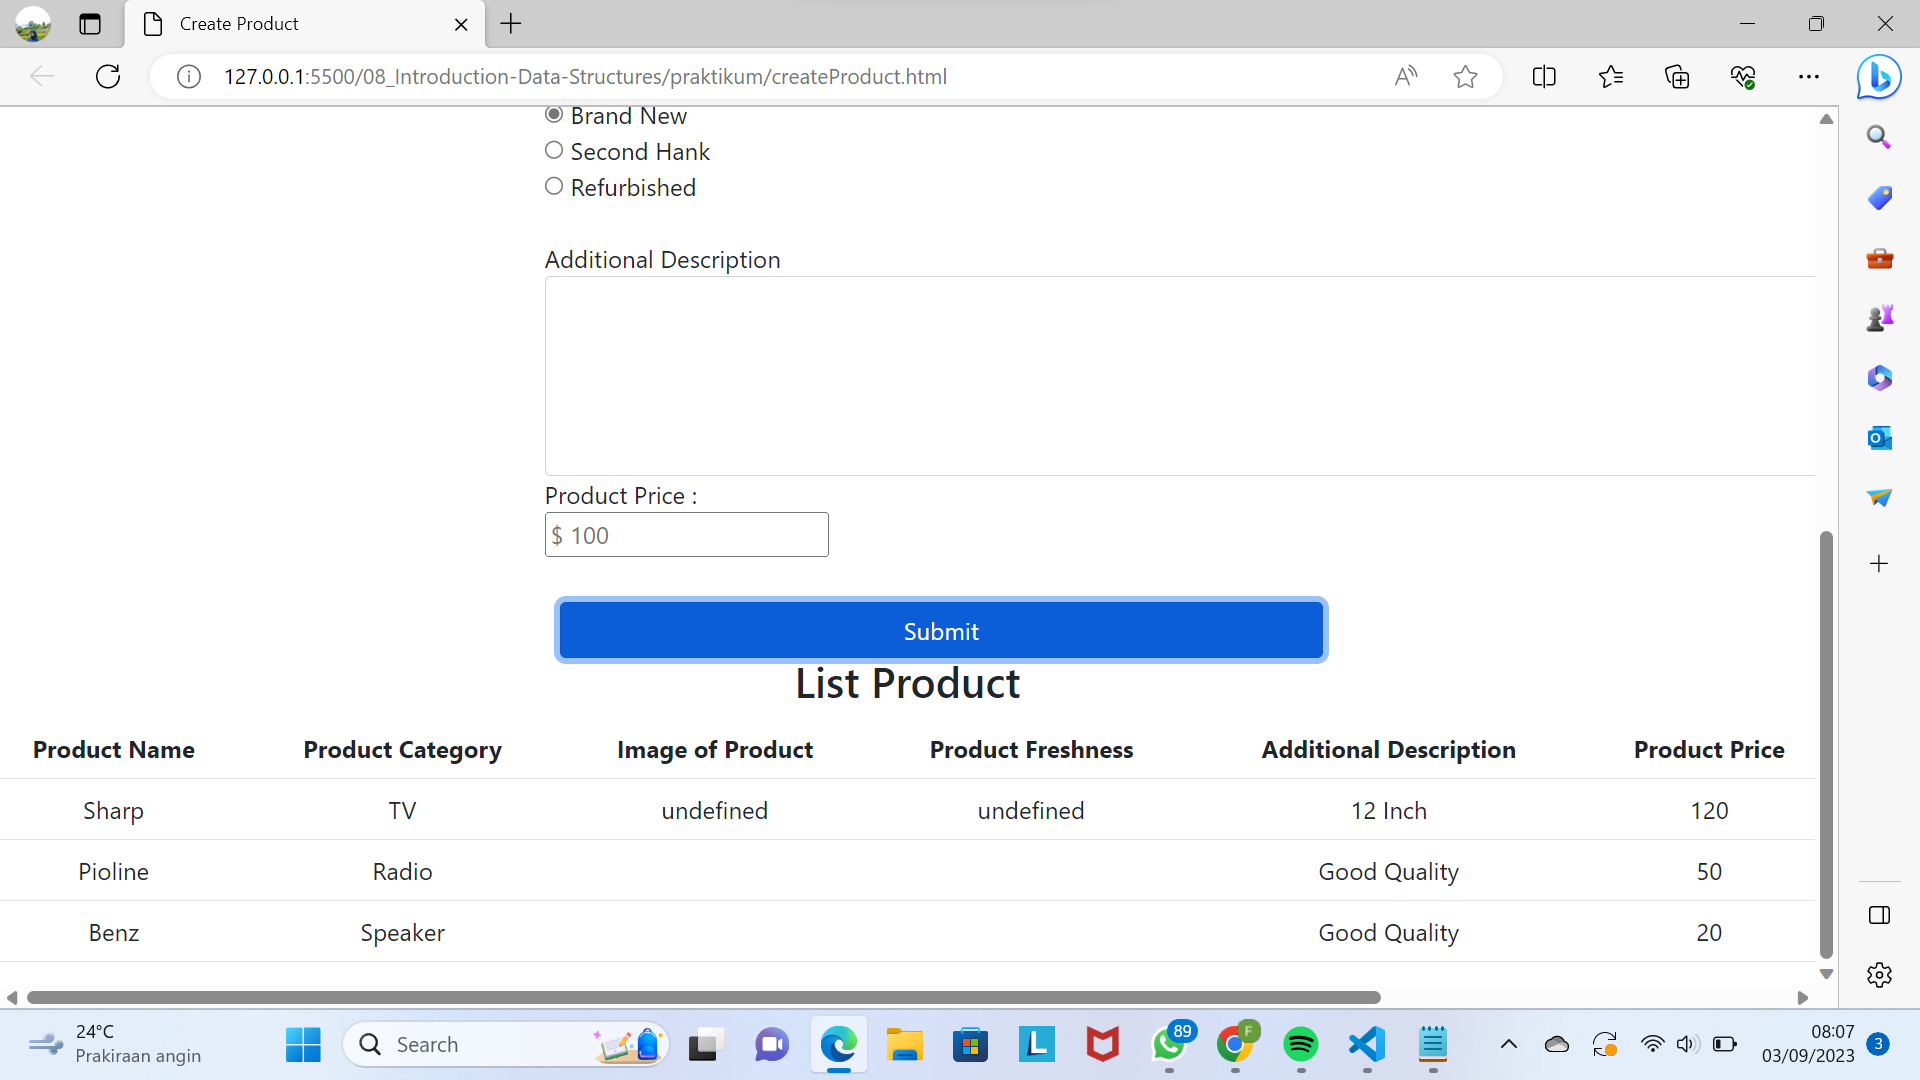 Create Product
127.0.0.1:5500/08_Introduction-Data-Structures/praktikum/createProduct.html
Brand New
Second Hank
Refurbished
Additional Description
Product Price :
$ 100
Submit
List Product
Product Name Product Category Image of Product Product Freshness Additional Description Product Price
Sharp TV undefined undefined 12 Inch 120
Pioline Radio Good Quality 50
Benz Speaker Good Quality 20
24°C
Prakiraan angin
Search
89
F
08:07
03/09/2023
3